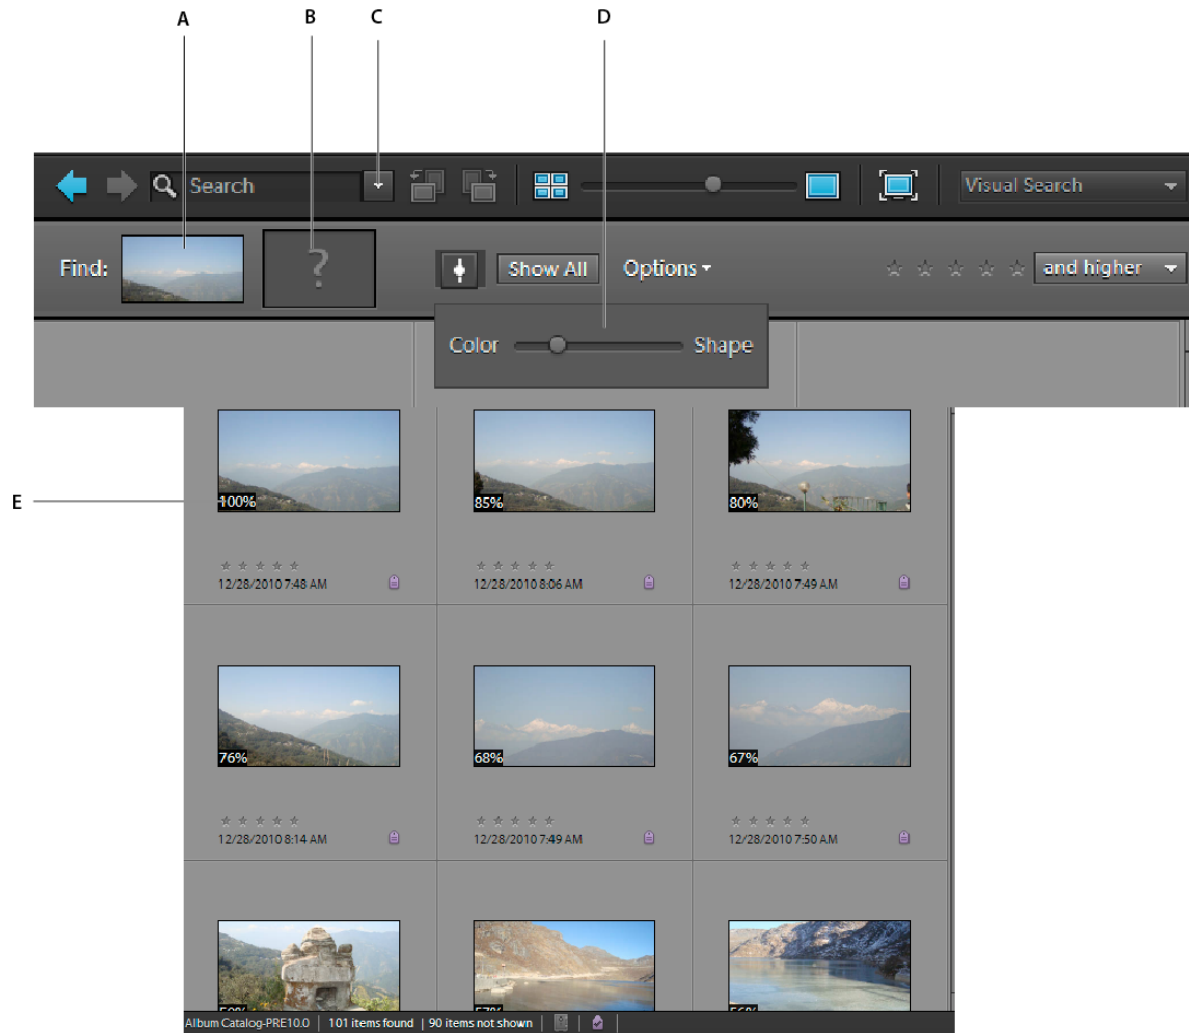 A B C D
Search Visual Search
Find: ? Show All Options and higher
Color Shape
E
100% 85% 80%
12/28/2010 7:48 AM 12/28/2010 8:06 AM 12/28/2010 7:49 AM
76% 68% 67%
12/28/2010 8:14 AM 12/28/2010 7:49 AM 12/28/2010 7:50 AM
57% 56%
Album Catalog-PRE10.0 | 101 items found | 90 items not shown